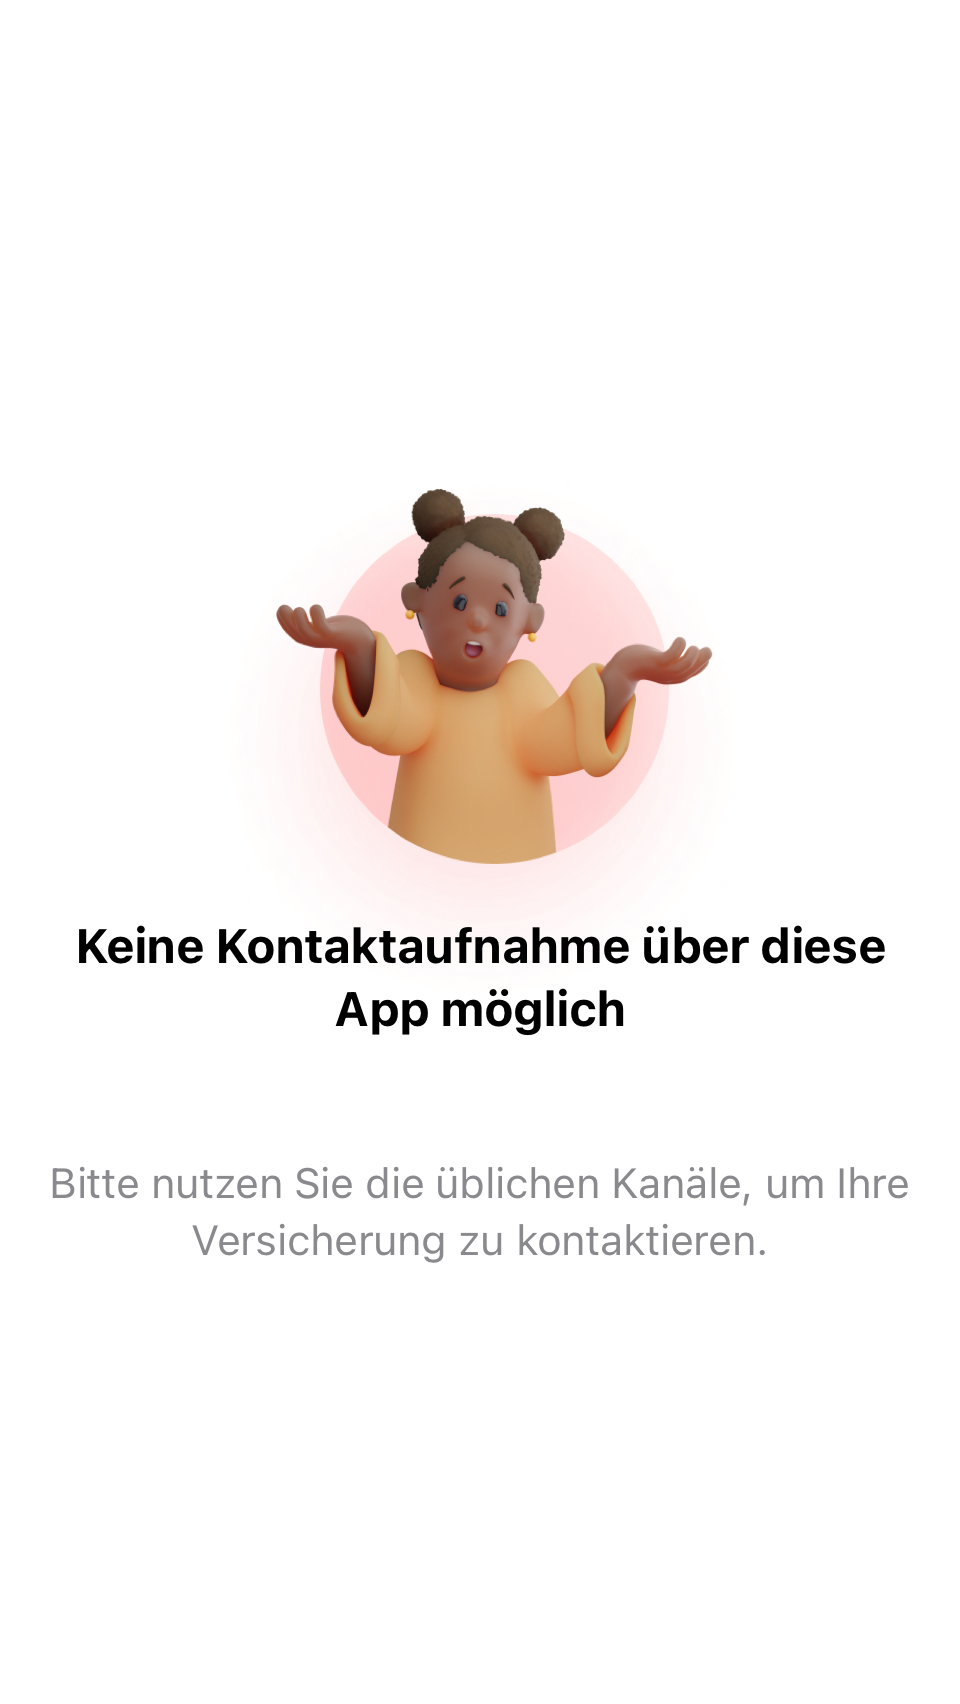 Keine Kontaktaufnahme über diese
App möglich
Bitte nutzen Sie die üblichen Kanäle, um Ihre
Versicherung zu kontaktieren.